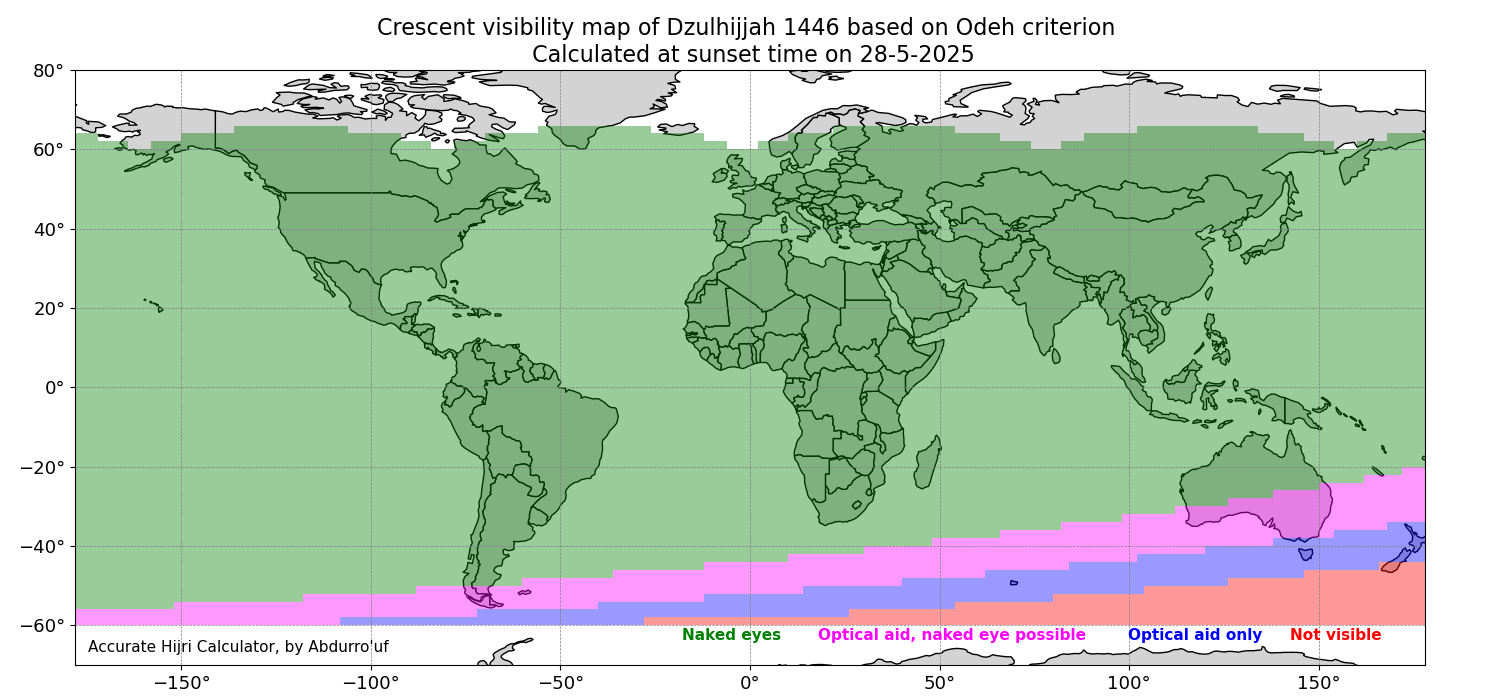 Crescent visibility map of Dzulhijjah 1446 based on Odeh criterion
Calculated at sunset time on 28-5-2025
80°
60°
40°
20°
0°
−20°
−40°
−60°
Naked eyes Optical aid, naked eye possible Optical aid only Not visible
Accurate Hijri Calculator, by Abdurro'uf
−150° −100° −50° 0° 50° 100° 150°